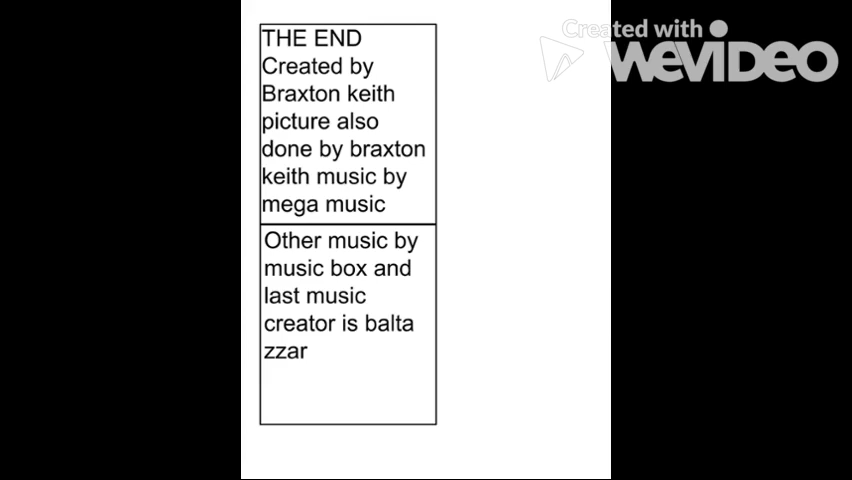 Created with
WEVIDEO
THE END
Created by
Braxton keith
picture also
done by braxton
keith music by
mega music
Other music by
music box and
last music
creator is balta
zzar